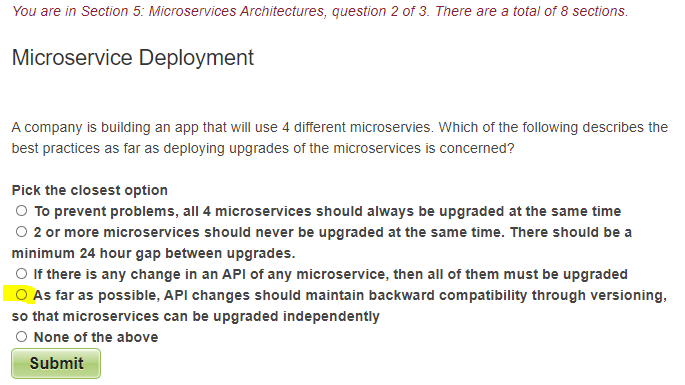 You are in Section 5: Microservices Architectures, question 2 of 3. There are a total of 8 sections.
Microservice Deployment
A company is building an app that will use 4 different microservies. Which of the following describes the
best practices as far as deploying upgrades of the microservices is concerned?
Pick the closest option
To prevent problems, all 4 microservices should always be upgraded at the same time
2 or more microservices should never be upgraded at the same time. There should be a
minimum 24 hour gap between upgrades.
If there is any change in an API of any microservice, then all of them must be upgraded
As far as possible, API changes should maintain backward compatibility through versioning,
so that microservices can be upgraded independently
None of the above
Submit